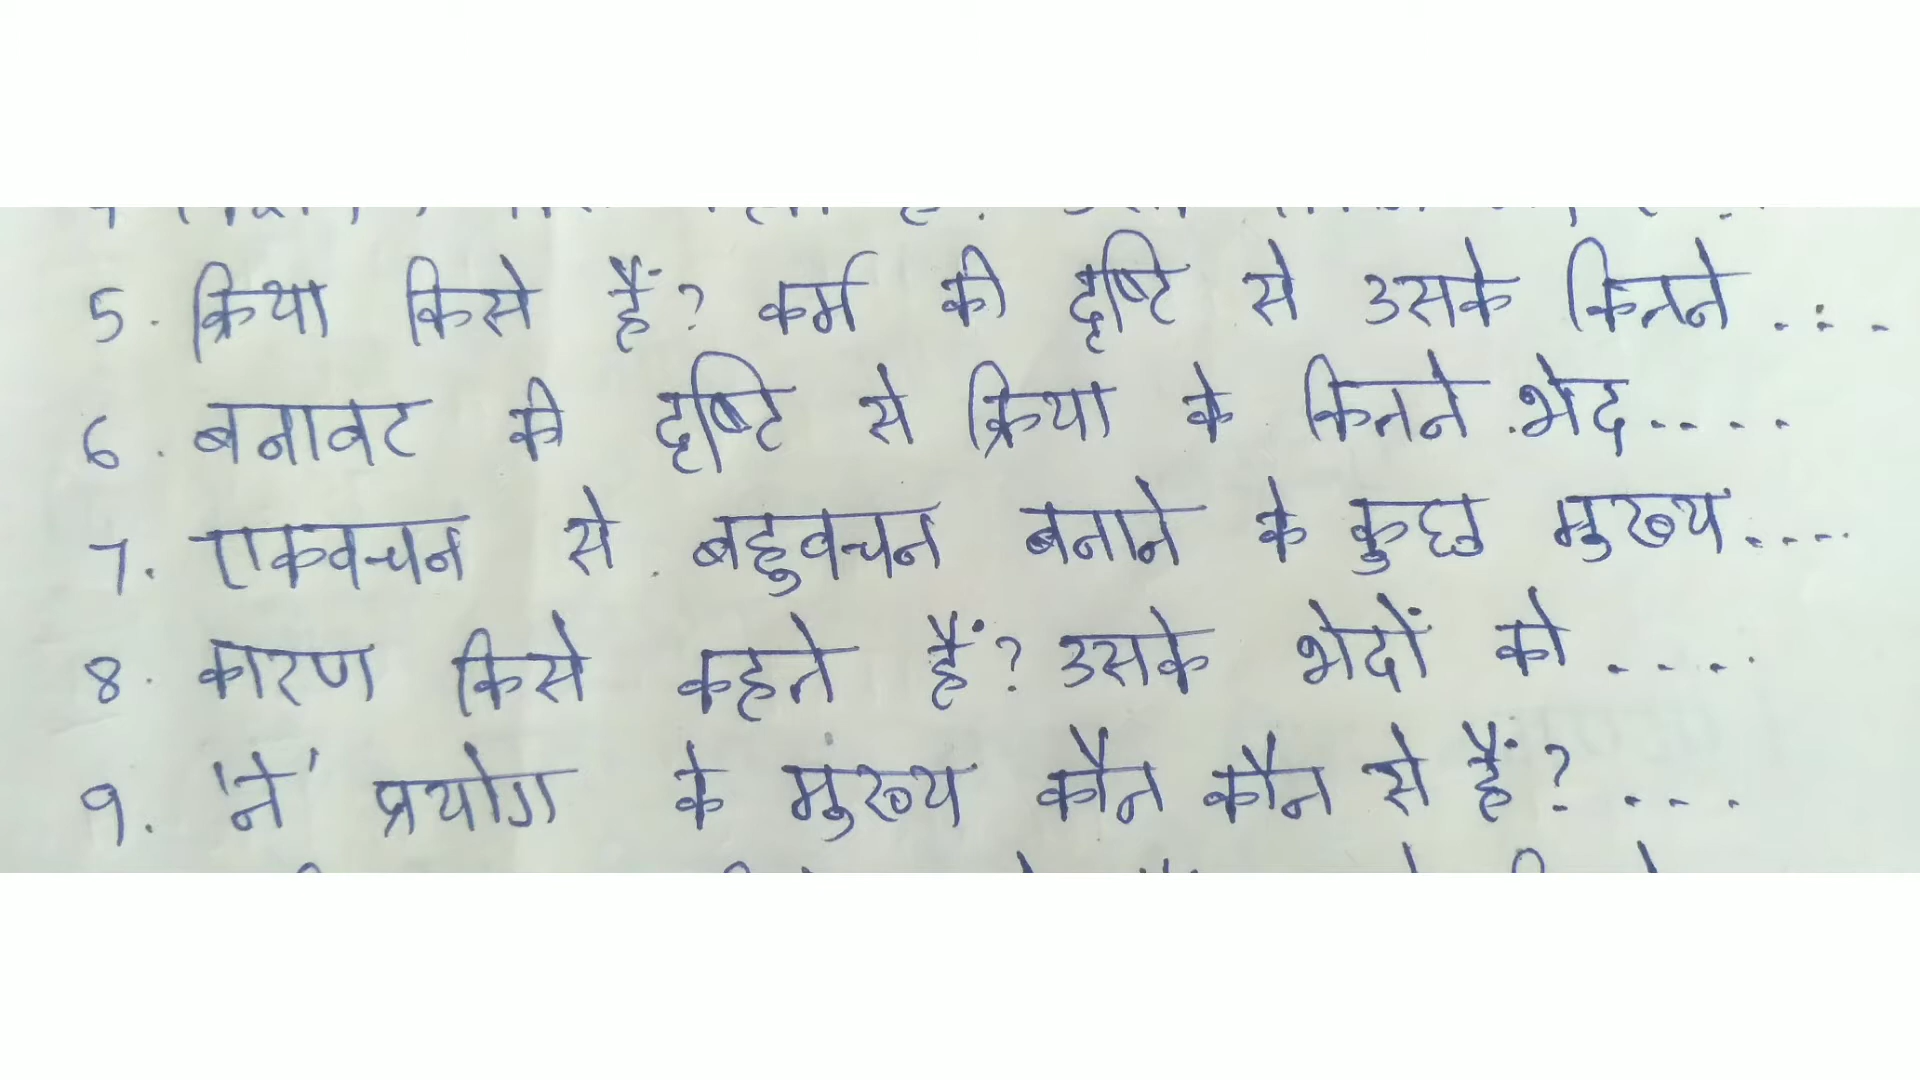 5. क्रिया किसे हैं? कर्म की दृष्टि से उसके कितने ....
6. बनावट की दृष्टि से क्रिया के कितने भेद....
7. एकवचन से बहुवचन बनाने के कुछ मुख्य....
8. कारण किसे कहते हैं? उसके भेदों को ....
9. 'ने' प्रयोग के मुख्य कौन कौन से हैं? ....